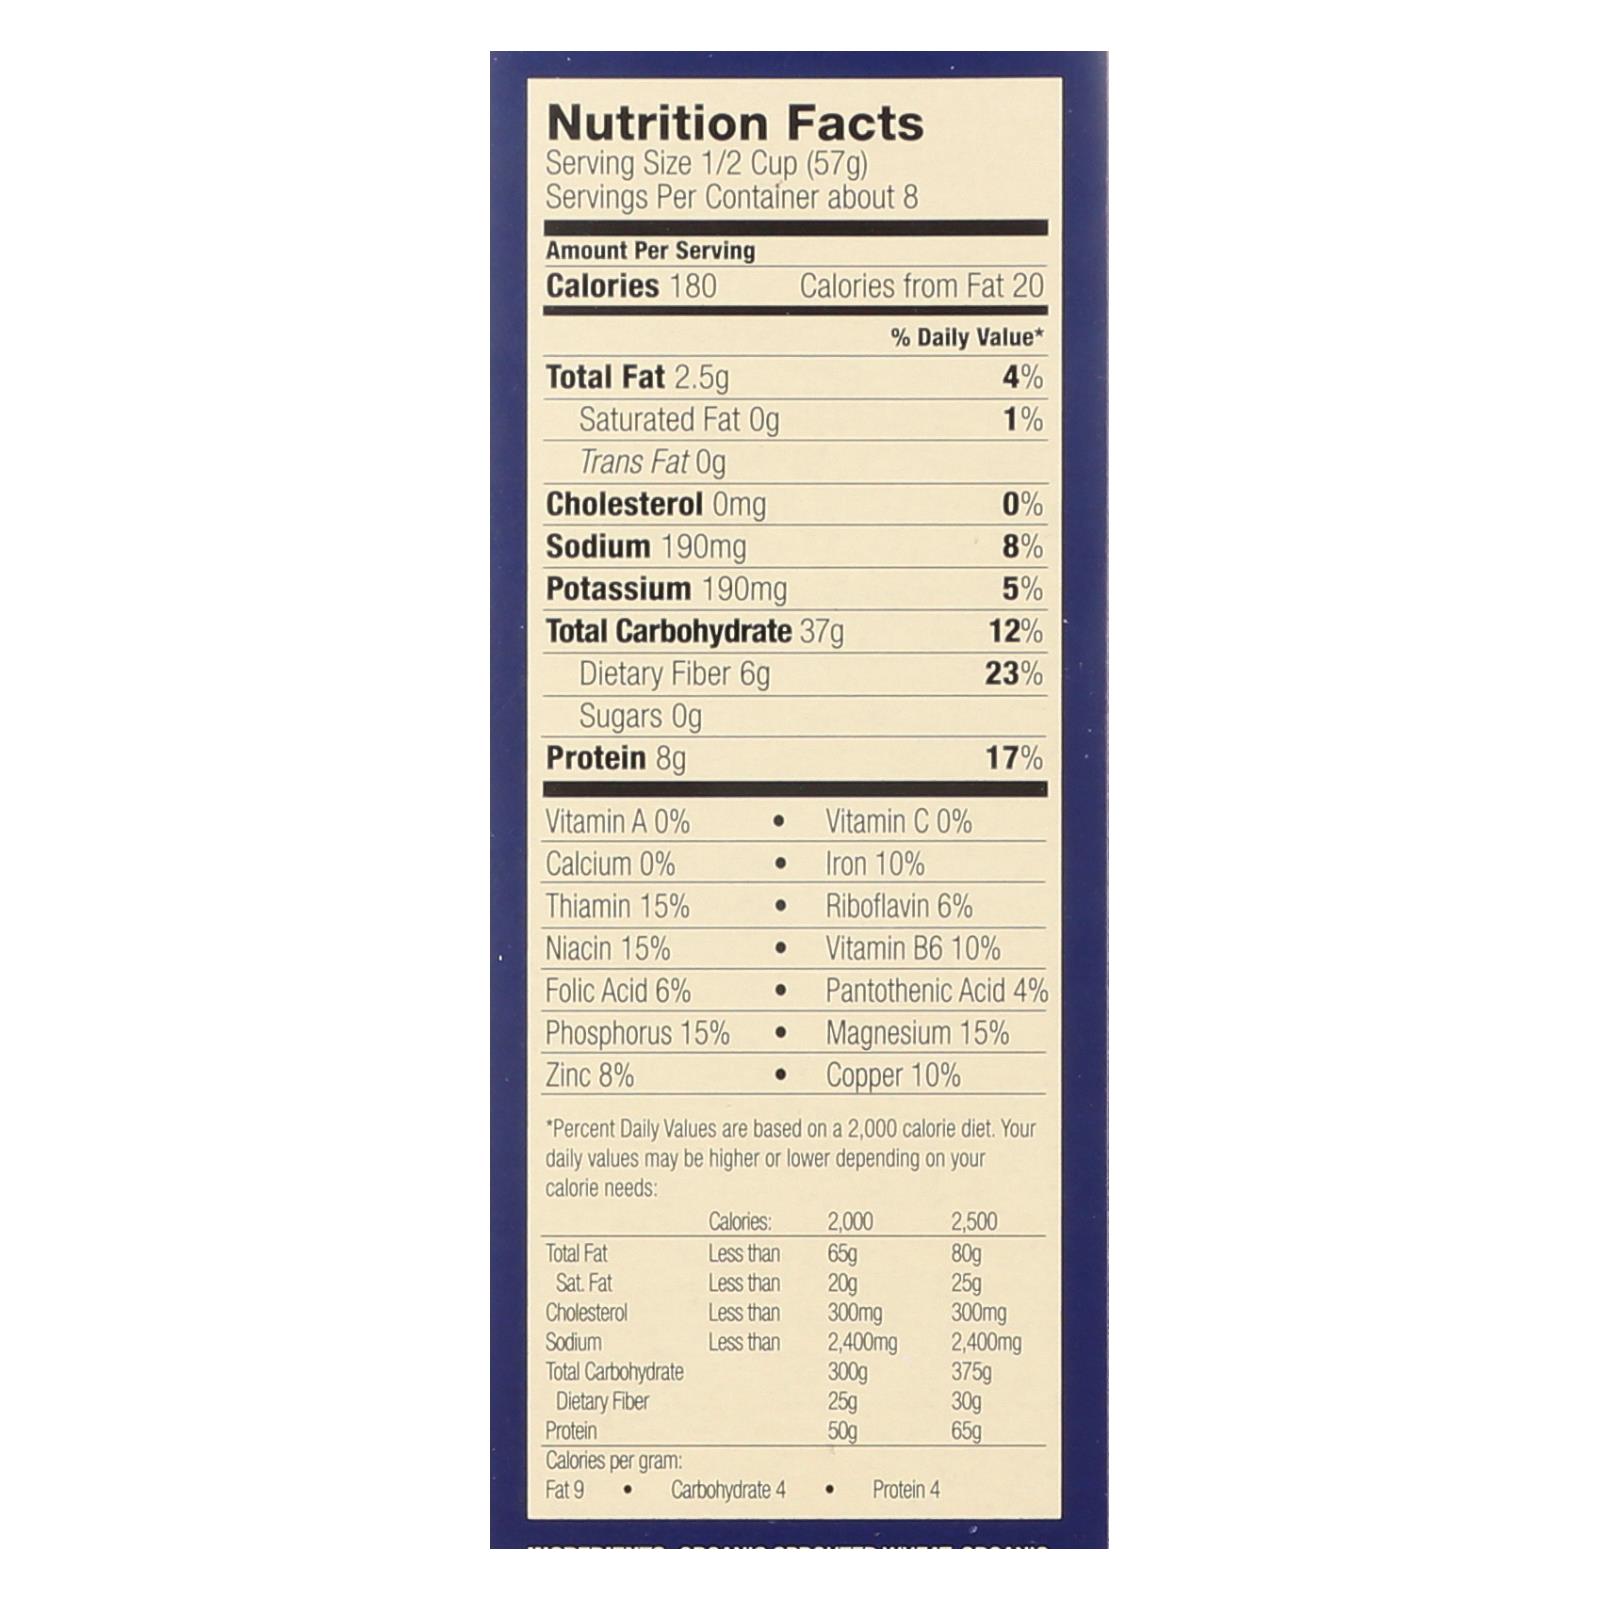 Nutrition Facts
Serving Size 1/2 Cup (57g)
Servings Per Container about 8
Amount Per Serving
Calories 180 Calories from Fat 20
% Daily Value*
Total Fat 2.5g 4%
Saturated Fat 0g 1%
Trans Fat 0g
Cholesterol 0mg 0%
Sodium 190mg 8%
Potassium 190mg 5%
Total Carbohydrate 37g 12%
Dietary Fiber 6g 23%
Sugars 0g
Protein 8g 17%
Vitamin A 0% • Vitamin C 0%
Calcium 0% • Iron 10%
Thiamin 15% • Riboflavin 6%
Niacin 15% • Vitamin B6 10%
Folic Acid 6% • Pantothenic Acid 4%
Phosphorus 15% • Magnesium 15%
Zinc 8% • Copper 10%
*Percent Daily Values are based on a 2,000 calorie diet. Your
daily values may be higher or lower depending on your
calorie needs:
Calories: 2,000 2,500
Total Fat Less than 65g 80g
Sat. Fat Less than 20g 25g
Cholesterol Less than 300mg 300mg
Sodium Less than 2,400mg 2,400mg
Total Carbohydrate 300g 375g
Dietary Fiber 25g 30g
Protein 50g 65g
Calories per gram:
Fat 9 • Carbohydrate 4 • Protein 4